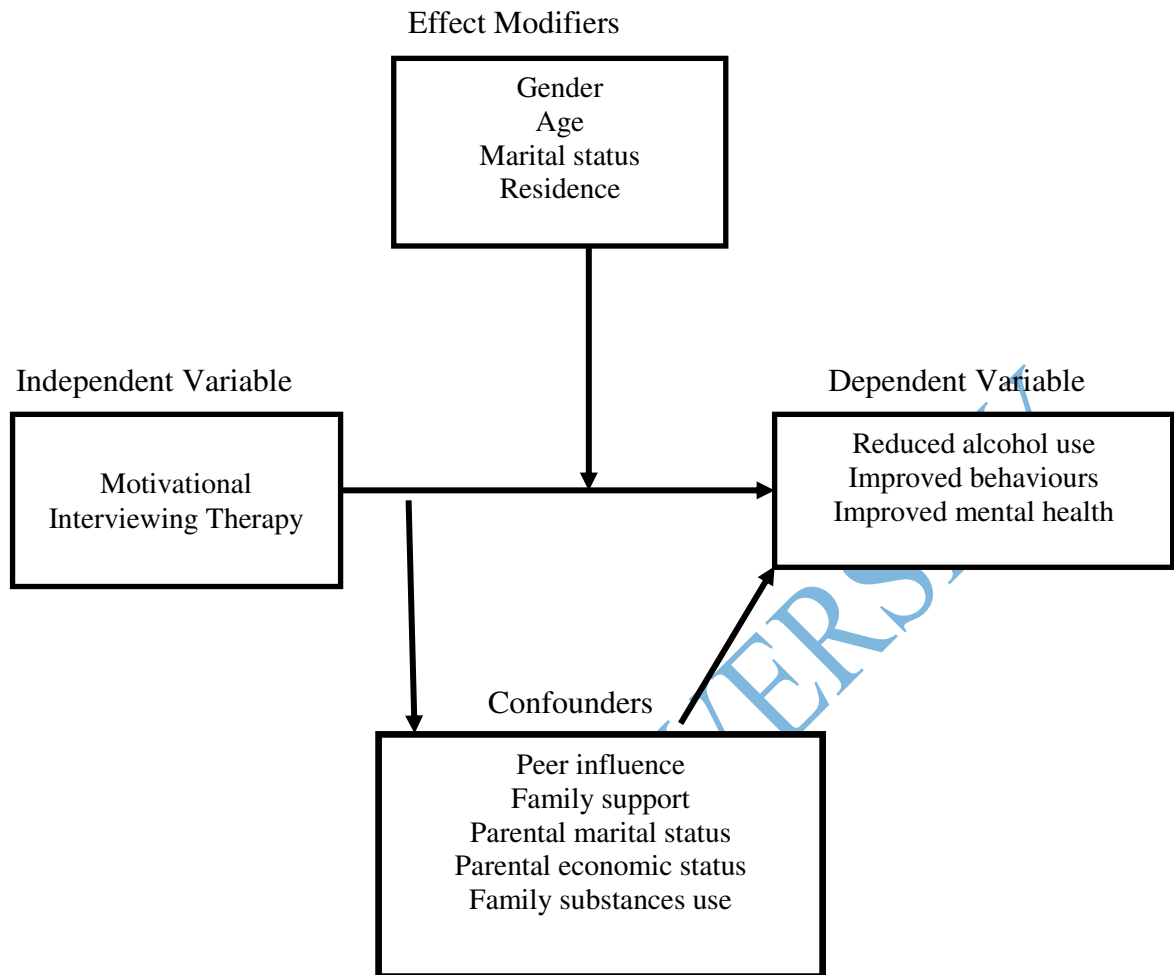 Effect Modifiers
Gender
Age
Marital status
Residence
Independent Variable
Motivational
Interviewing Therapy
Dependent Variable
Reduced alcohol use
Improved behaviours
Improved mental health
Confounders
Peer influence
Family support
Parental marital status
Parental economic status
Family substances use